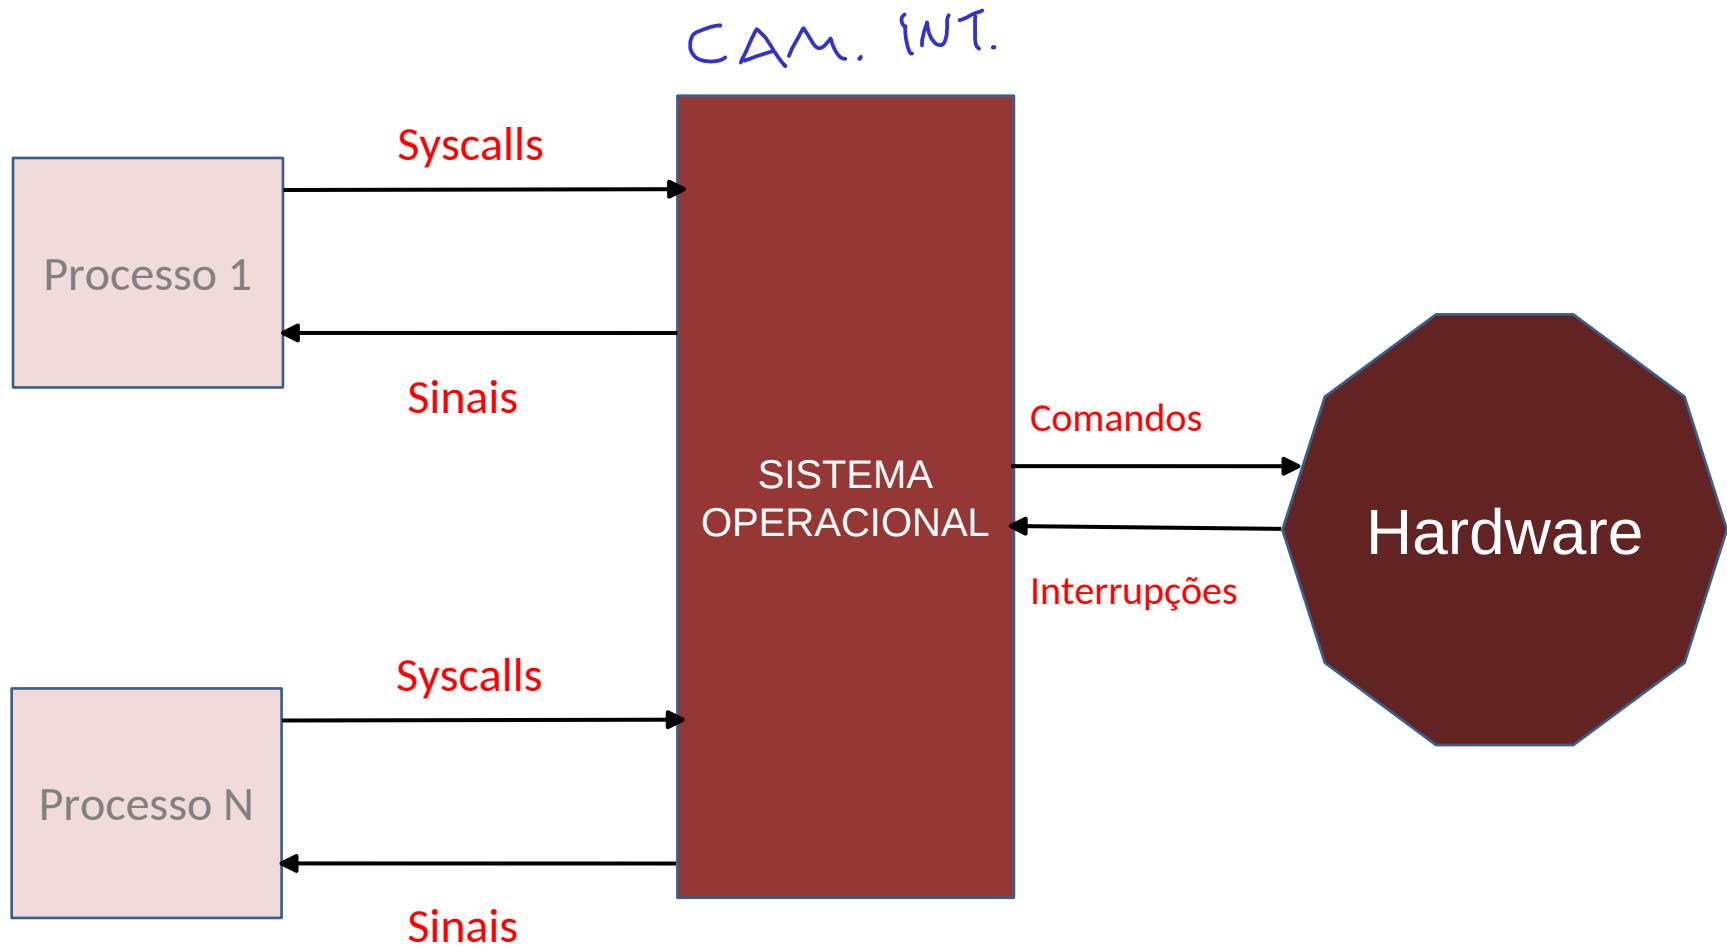 CAM. INT.
Syscalls
Processo 1
Sinais
SISTEMA
OPERACIONAL
Comandos
Hardware
Interrupções
Syscalls
Processo N
Sinais